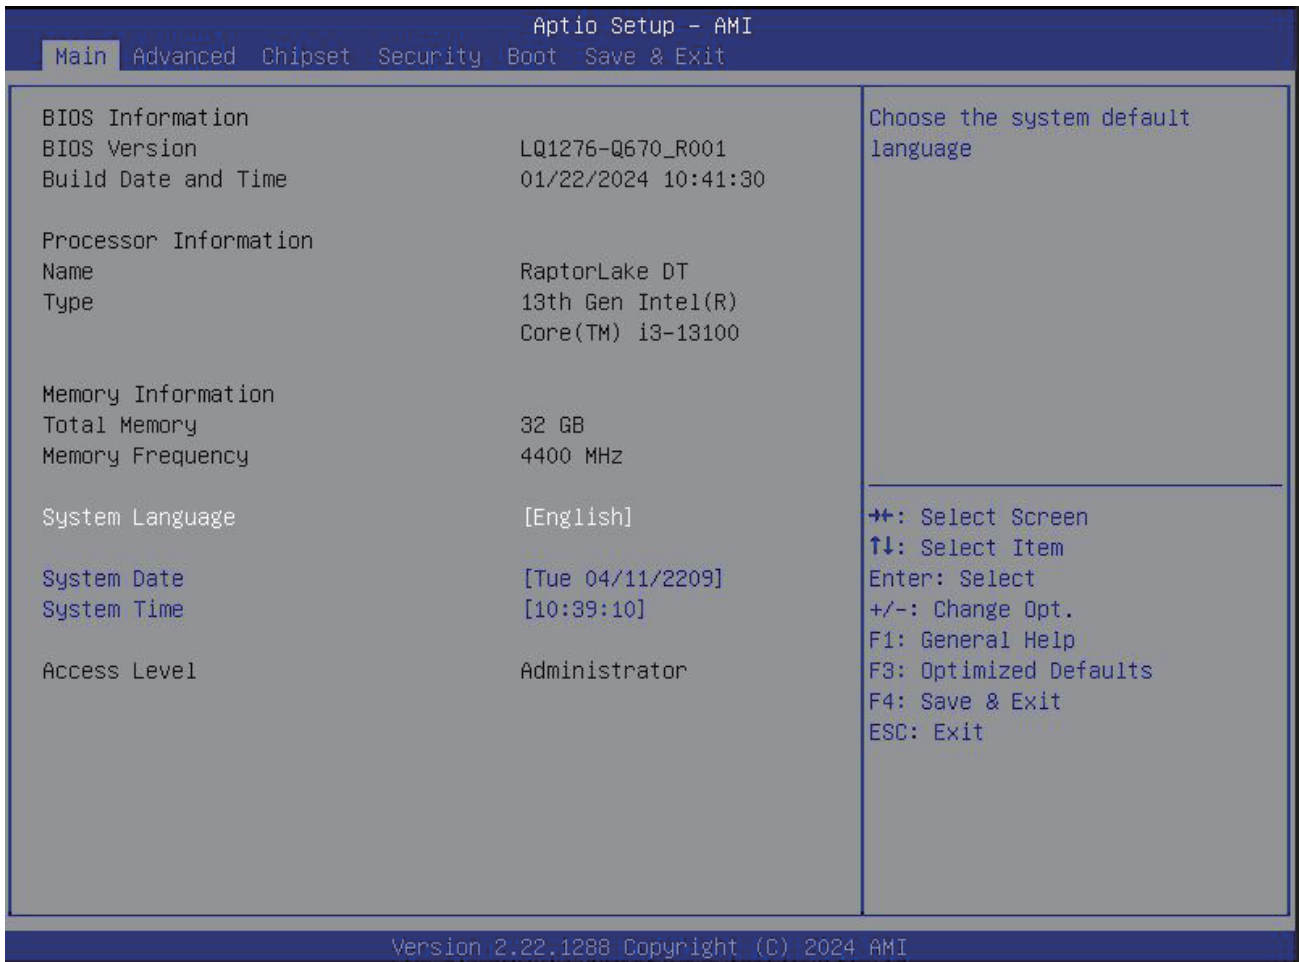 Aptio Setup – AMI
Main Advanced Chipset Security Boot Save & Exit
BIOS Information
BIOS Version LQ1276-Q670_R001
Build Date and Time 01/22/2024 10:41:30
Processor Information
Name RaptorLake DT
Type 13th Gen Intel(R)
Core(TM) i3-13100
Memory Information
Total Memory 32 GB
Memory Frequency 4400 MHz
System Language [English]
System Date [Tue 04/11/2209]
System Time [10:39:10]
Access Level Administrator
Choose the system default
language
→←: Select Screen
↑↓: Select Item
Enter: Select
+/-: Change Opt.
F1: General Help
F3: Optimized Defaults
F4: Save & Exit
ESC: Exit
Version 2.22.1288 Copyright (C) 2024 AMI